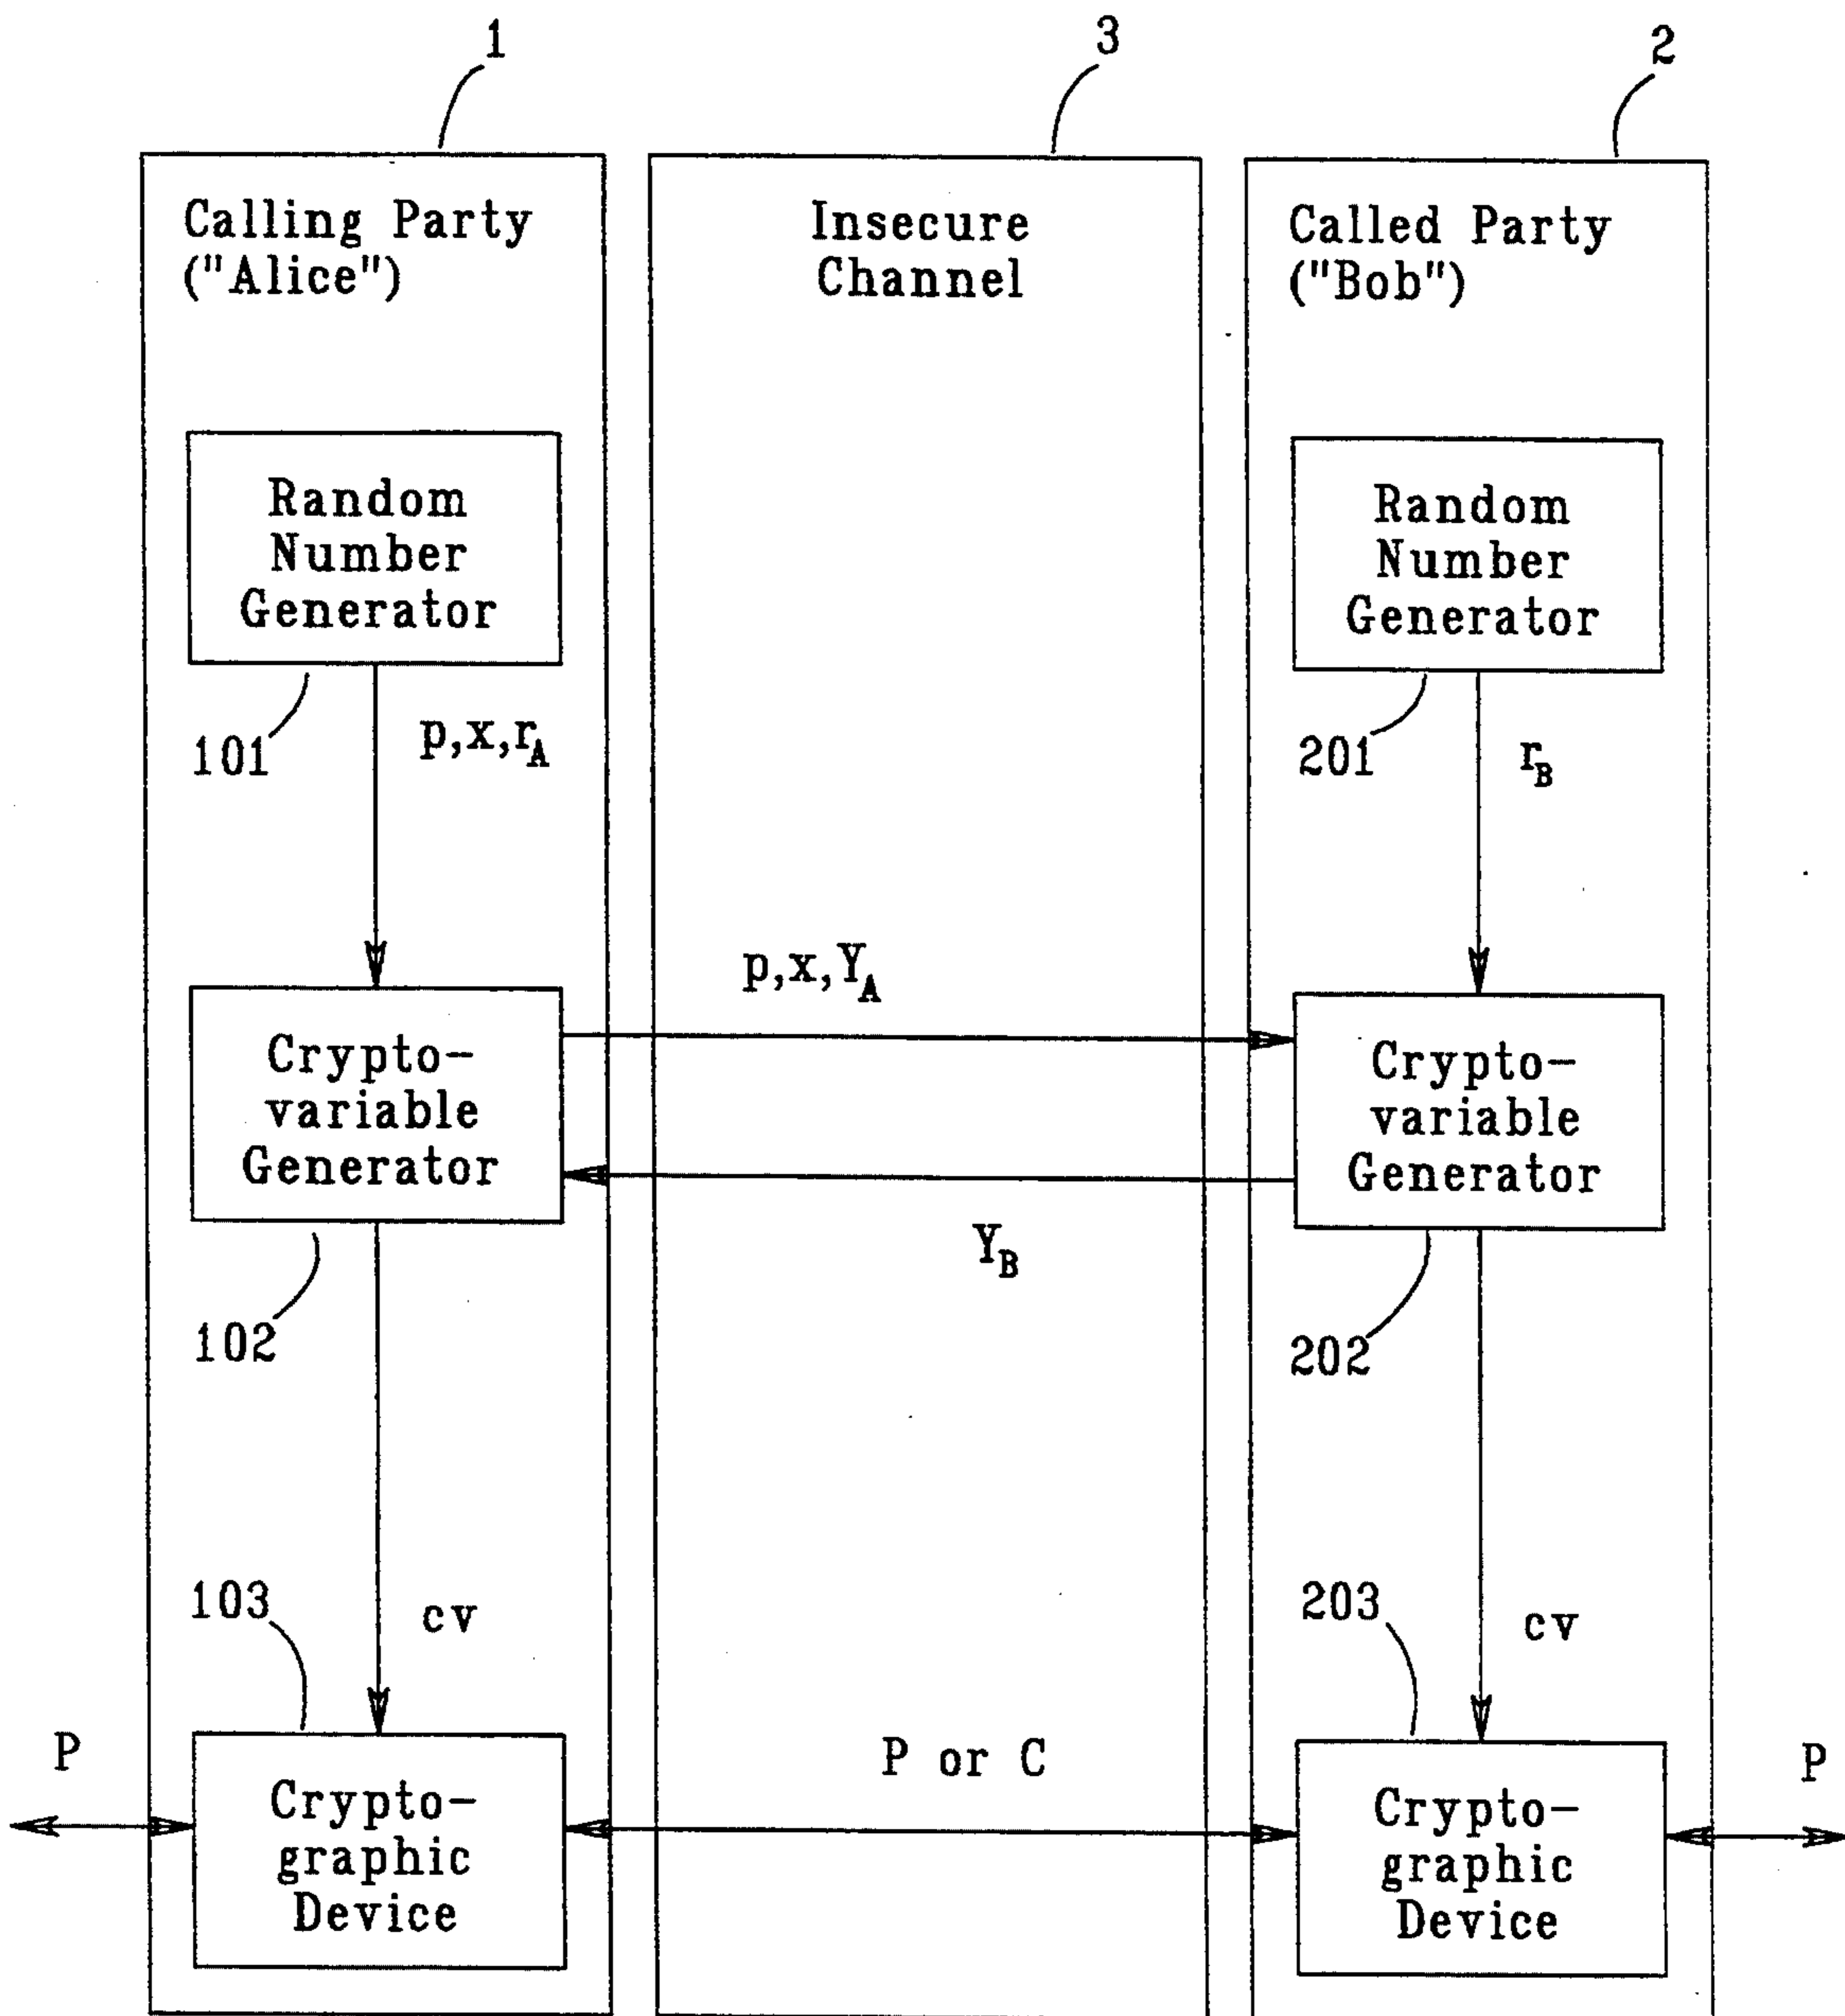 1
3
2
Calling Party
("Alice")
Insecure
Channel
Called Party
("Bob")
Random
Number
Generator
Random
Number
Generator
101
p,x,r_A
201
r_B
p,x,Y_A
Crypto-
variable
Generator
Crypto-
variable
Generator
Y_B
102
202
103
cv
203
cv
P
P or C
P
Crypto-
graphic
Device
Crypto-
graphic
Device